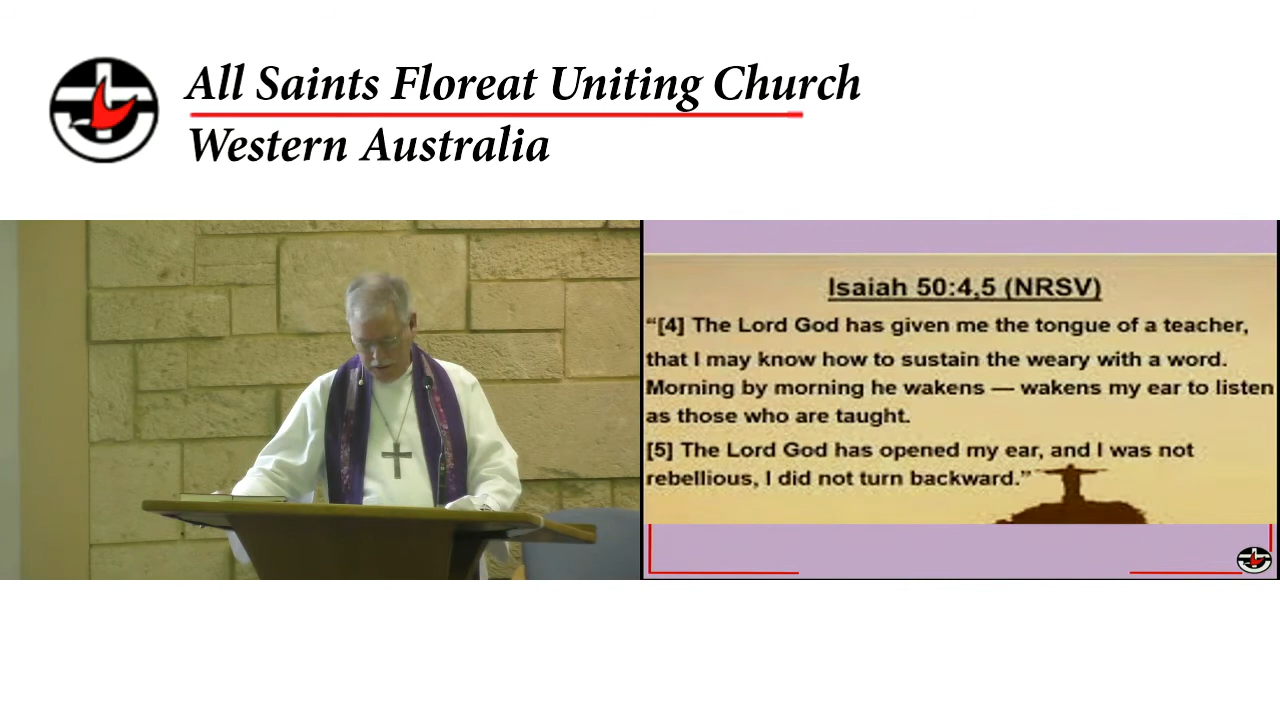 All Saints Floreat Uniting Church
Western Australia
Isaiah 50:4,5 (NRSV)
“[4] The Lord God has given me the tongue of a teacher,
that I may know how to sustain the weary with a word.
Morning by morning he wakens — wakens my ear to listen
as those who are taught.
[5] The Lord God has opened my ear, and I was not
rebellious, I did not turn backward.”